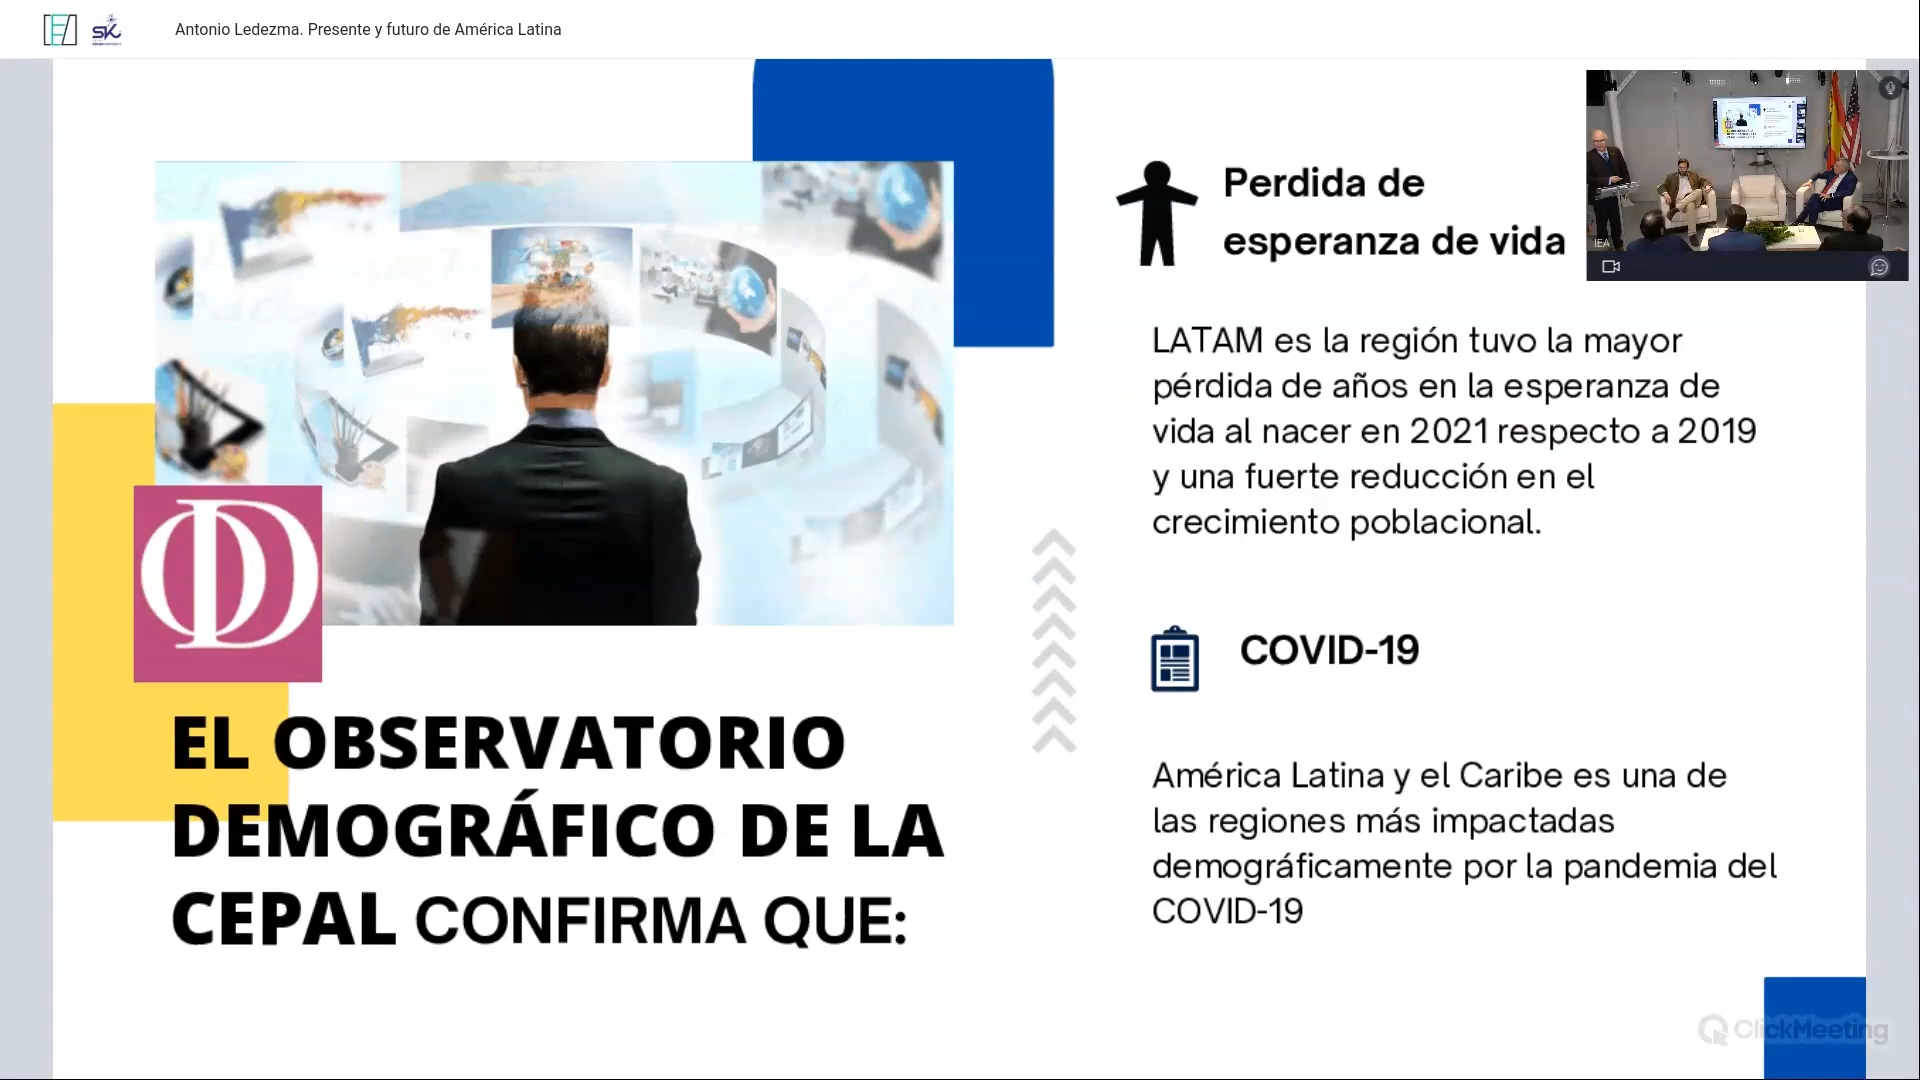 SK
Antonio Ledezma. Presente y futuro de América Latina
EL OBSERVATORIO
DEMOGRÁFICO DE LA
CEPAL CONFIRMA QUE:
Perdida de
esperanza de vida
LATAM es la región tuvo la mayor
pérdida de años en la esperanza de
vida al nacer en 2021 respecto a 2019
y una fuerte reducción en el
crecimiento poblacional.
COVID-19
América Latina y el Caribe es una de
las regiones más impactadas
demográficamente por la pandemia del
COVID-19
IEA
ClickMeeting